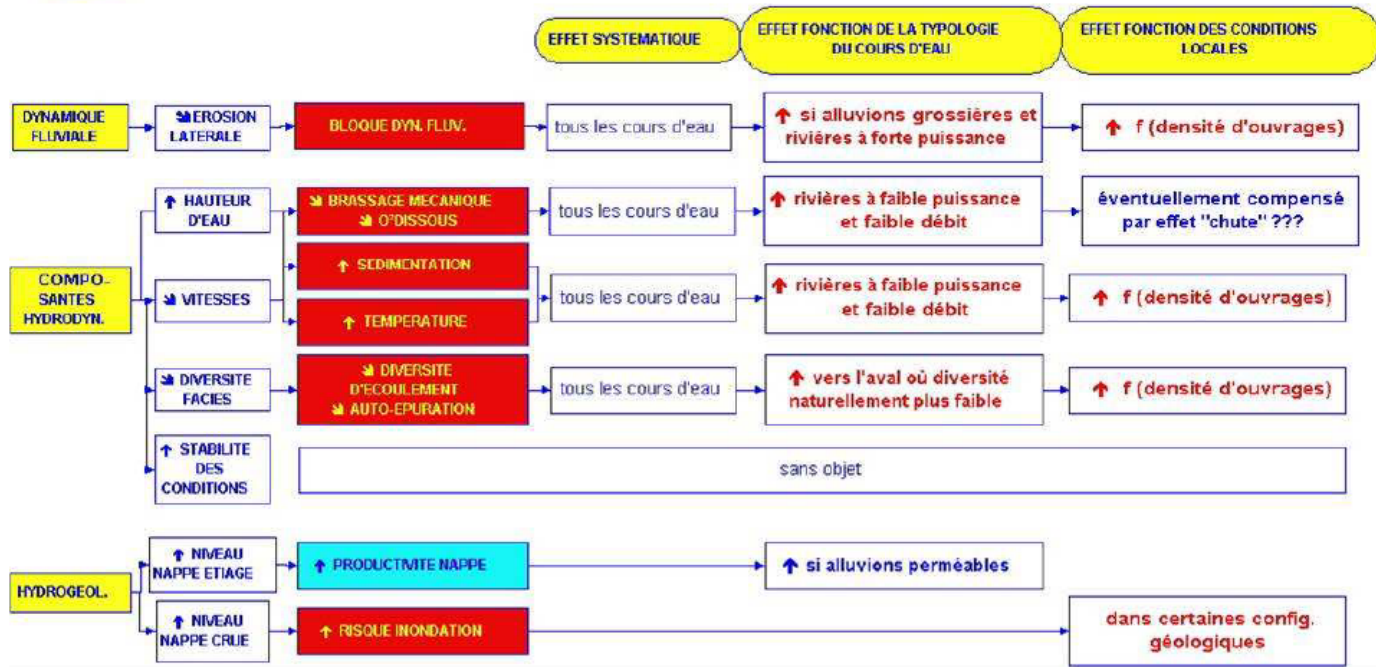 EFFET SYSTEMATIQUE
EFFET FONCTION DE LA TYPOLOGIE
DU COURS D'EAU
EFFET FONCTION DES CONDITIONS
LOCALES
DYNAMIQUE
FLUVIALE
↘ EROSION
LATERALE
BLOQUE DYN. FLUV.
tous les cours d'eau
↑ si alluvions grossières et
rivières à forte puissance
↑ f (densité d'ouvrages)
COMPO-
SANTES
HYDRODYN.
↑ HAUTEUR
D'EAU
↘ BRASSAGE MECANIQUE
↘ O²DISSOUS
tous les cours d'eau
↑ rivières à faible puissance
et faible débit
éventuellement compensé
par effet "chute" ???
↘ VITESSES
↑ SEDIMENTATION
↑ TEMPERATURE
tous les cours d'eau
↑ rivières à faible puissance
et faible débit
↑ f (densité d'ouvrages)
↘ DIVERSITE
FACIES
↘ DIVERSITE
D'ECOULEMENT
↘ AUTO-EPURATION
tous les cours d'eau
↑ vers l'aval où diversité
naturellement plus faible
↑ f (densité d'ouvrages)
↑ STABILITE
DES
CONDITIONS
sans objet
HYDROGEOL.
↑ NIVEAU
NAPPE ETIAGE
↑ PRODUCTIVITE NAPPE
↑ si alluvions perméables
↑ NIVEAU
NAPPE CRUE
↑ RISQUE INONDATION
dans certaines config.
géologiques